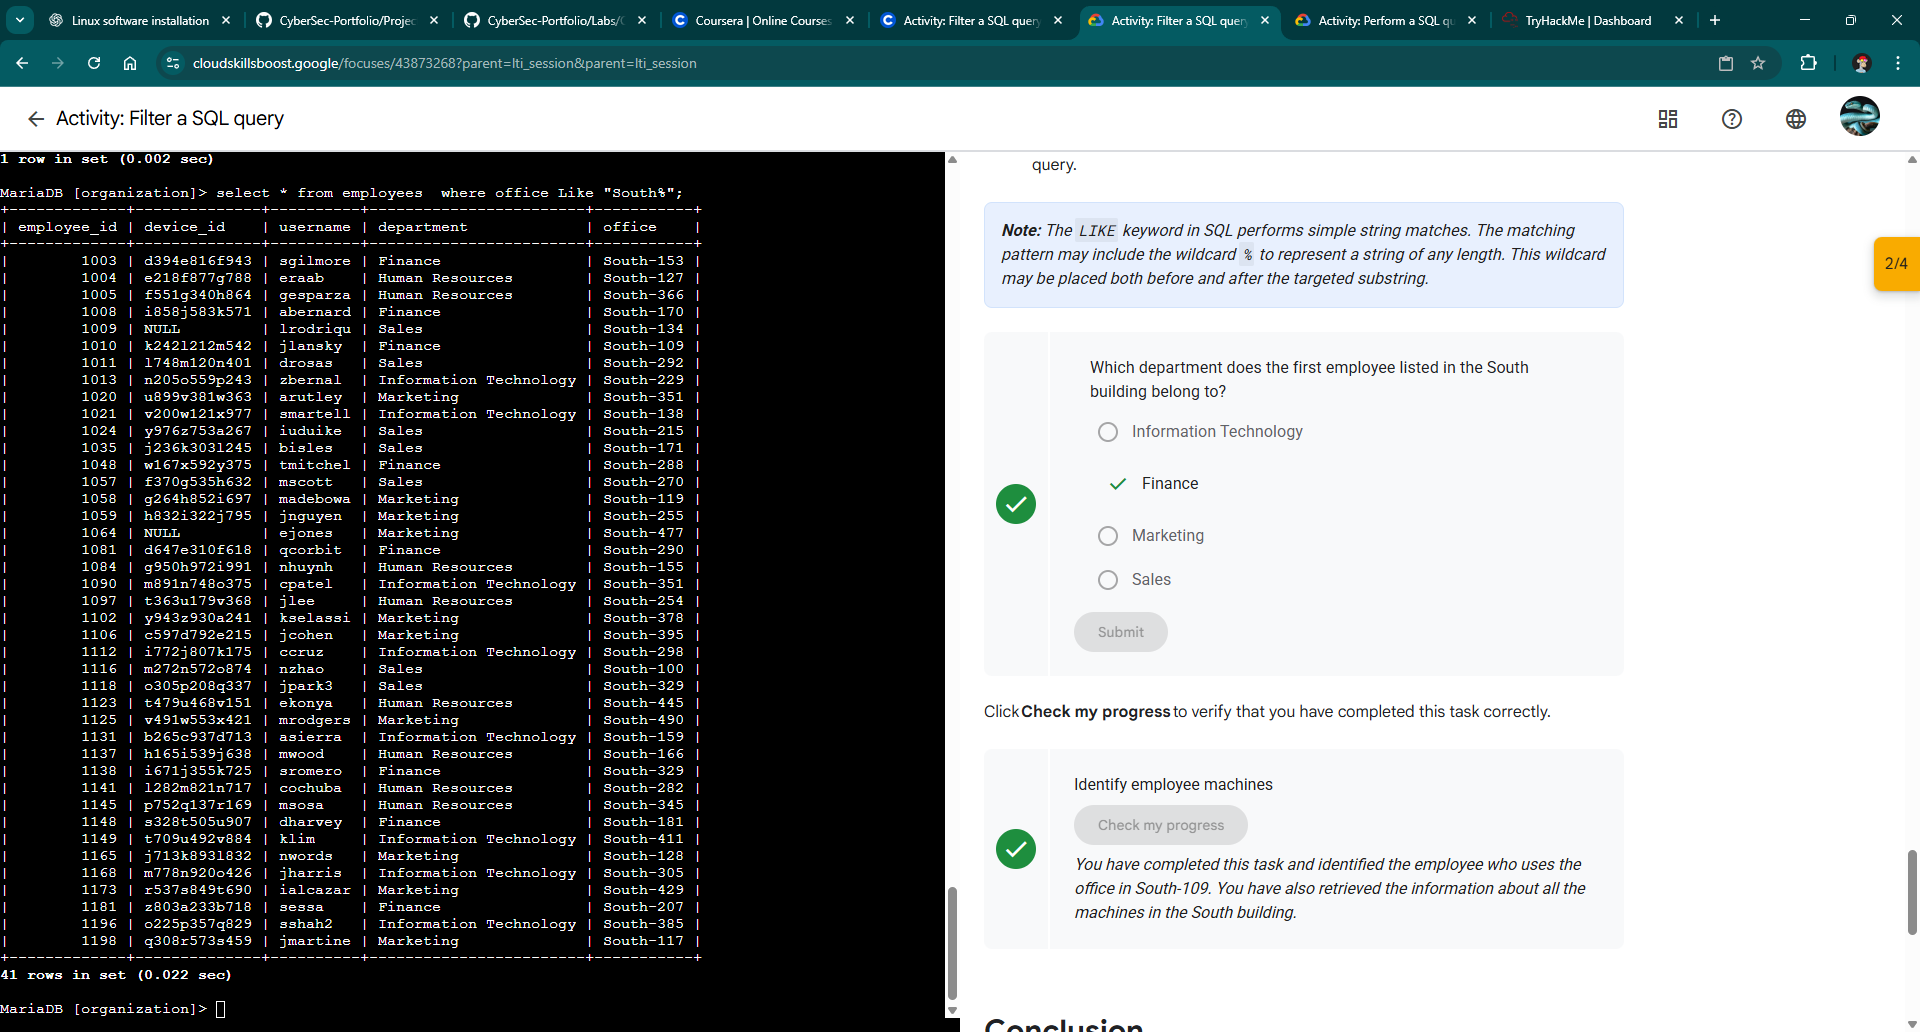 Linux software installation
CyberSec-Portfolio/Projec
CyberSec-Portfolio/Labs/
Coursera | Online Courses
Activity: Filter a SQL query
Activity: Filter a SQL query
Activity: Perform a SQL qu
TryHackMe | Dashboard
cloudskillsboost.google/focuses/43873268?parent=lti_session&parent=lti_session
Activity: Filter a SQL query
1 row in set (0.002 sec)
MariaDB [organization]> select * from employees  where office Like "South%";
+-------------+--------------+----------+------------------------+-----------+
| employee_id | device_id    | username | department             | office    |
+-------------+--------------+----------+------------------------+-----------+
|        1003 | d394e816f943 | sgilmore | Finance                | South-153 |
|        1004 | e218f877g788 | eraab    | Human Resources        | South-127 |
|        1005 | f551g340h864 | gesparza | Human Resources        | South-366 |
|        1008 | i858j583k571 | abernard | Finance                | South-170 |
|        1009 | NULL         | lrodriqu | Sales                  | South-134 |
|        1010 | k242l212m542 | jlansky  | Finance                | South-109 |
|        1011 | l748m120n401 | drosas   | Sales                  | South-292 |
|        1013 | n205o559p243 | zbernal  | Information Technology | South-229 |
|        1020 | u899v381w363 | arutley  | Marketing              | South-351 |
|        1021 | v200w121x977 | smartell | Information Technology | South-138 |
|        1024 | y976z753a267 | iuduike  | Sales                  | South-215 |
|        1035 | j236k303l245 | bisles   | Sales                  | South-171 |
|        1048 | w167x592y375 | tmitchel | Finance                | South-288 |
|        1057 | f370g535h632 | mscott   | Sales                  | South-270 |
|        1058 | g264h852i697 | madebowa | Marketing              | South-119 |
|        1059 | h832i322j795 | jnguyen  | Marketing              | South-255 |
|        1064 | NULL         | ejones   | Marketing              | South-477 |
|        1081 | d647e310f618 | qcorbit  | Finance                | South-290 |
|        1084 | g950h972i991 | nhuynh   | Human Resources        | South-155 |
|        1090 | m891n748o375 | cpatel   | Information Technology | South-351 |
|        1097 | t363u179v368 | jlee     | Human Resources        | South-254 |
|        1102 | y943z930a241 | kselassi | Marketing              | South-378 |
|        1106 | c597d792e215 | jcohen   | Marketing              | South-395 |
|        1112 | i772j807k175 | ccruz    | Information Technology | South-298 |
|        1116 | m272n572o874 | nzhao    | Sales                  | South-100 |
|        1118 | o305p208q337 | jpark3   | Sales                  | South-329 |
|        1123 | t479u468v151 | ekonya   | Human Resources        | South-445 |
|        1125 | v491w553x421 | mrodgers | Marketing              | South-490 |
|        1131 | b265c937d713 | asierra  | Information Technology | South-159 |
|        1137 | h165i539j638 | mwood    | Human Resources        | South-166 |
|        1138 | i671j355k725 | sromero  | Finance                | South-329 |
|        1141 | l282m821n717 | cochuba  | Human Resources        | South-282 |
|        1145 | p752q137r169 | msosa    | Human Resources        | South-345 |
|        1148 | s328t505u907 | dharvey  | Finance                | South-181 |
|        1149 | t709u492v884 | klim     | Information Technology | South-411 |
|        1165 | j713k893l832 | nwords   | Marketing              | South-128 |
|        1168 | m778n920o426 | jharris  | Information Technology | South-305 |
|        1173 | r537s849t690 | ialcazar | Marketing              | South-429 |
|        1181 | z803a233b718 | sessa    | Finance                | South-207 |
|        1196 | o225p357q829 | sshah2   | Information Technology | South-385 |
|        1198 | q308r573s459 | jmartine | Marketing              | South-117 |
+-------------+--------------+----------+------------------------+-----------+
41 rows in set (0.022 sec)
MariaDB [organization]>
query.
Note: The LIKE keyword in SQL performs simple string matches. The matching
pattern may include the wildcard % to represent a string of any length. This wildcard
may be placed both before and after the targeted substring.
2/4
Which department does the first employee listed in the South
building belong to?
Information Technology
Finance
Marketing
Sales
Submit
Click Check my progress to verify that you have completed this task correctly.
Identify employee machines
Check my progress
You have completed this task and identified the employee who uses the
office in South-109. You have also retrieved the information about all the
machines in the South building.
Conclusion